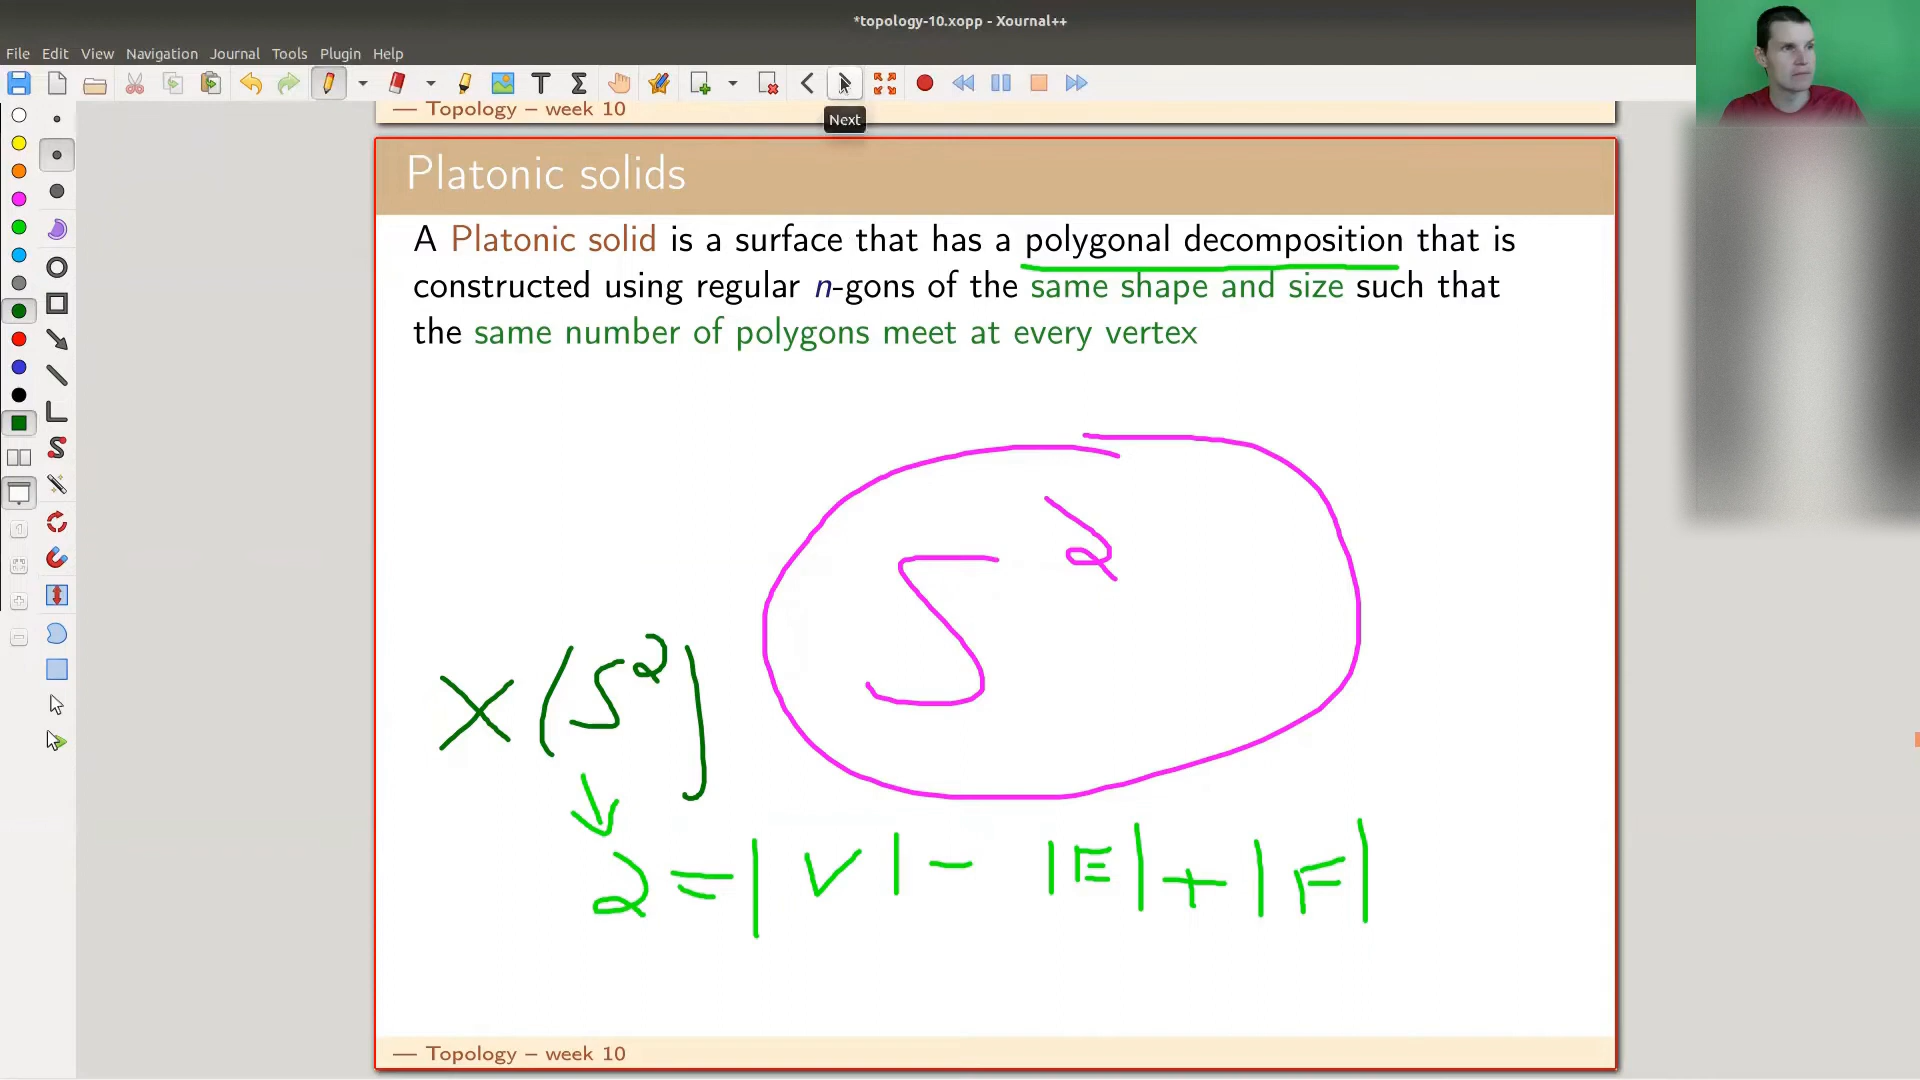 *topology-10.xopp - Xournal++
File Edit View Navigation Journal Tools Plugin Help
— Topology – week 10
Next
Platonic solids
A Platonic solid is a surface that has a polygonal decomposition that is
constructed using regular n-gons of the same shape and size such that
the same number of polygons meet at every vertex
S²
X(S²)
2 = |V| - |E| + |F|
— Topology – week 10